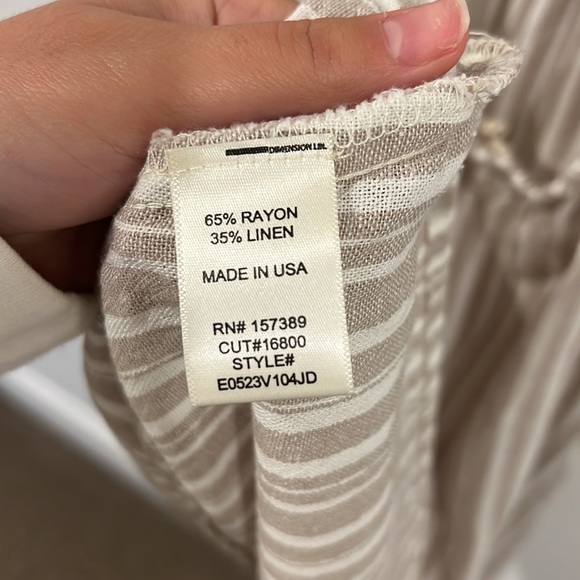 DIMENSION LBL
65% RAYON
35% LINEN
MADE IN USA
RN# 157389
CUT#16800
STYLE#
E0523V104JD